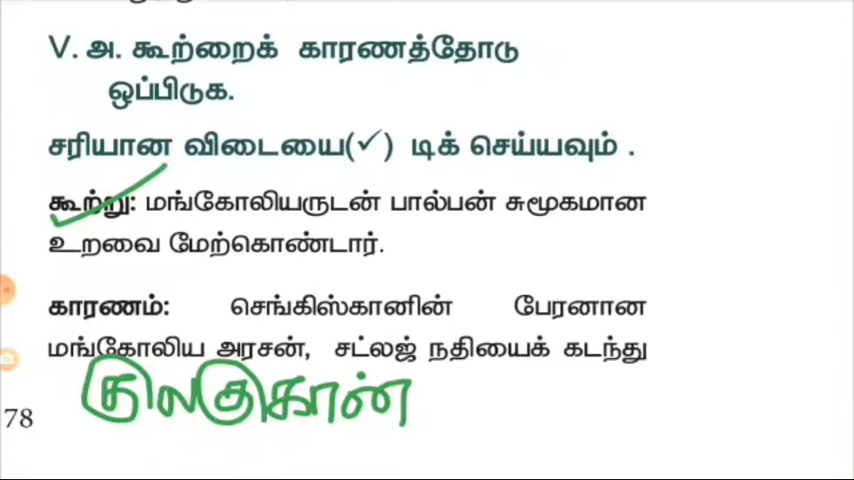 V. அ. கூற்றைக் காரணத்தோடு
ஒப்பிடுக.
சரியான விடையை(✓) டிக் செய்யவும் .
கூற்று: மங்கோலியருடன் பால்பன் சுமூகமான
உறவை மேற்கொண்டார்.
காரணம்: செங்கிஸ்கானின் பேரனான
மங்கோலிய அரசன், சட்லஜ் நதியைக் கடந்து
குலகுகான்
78